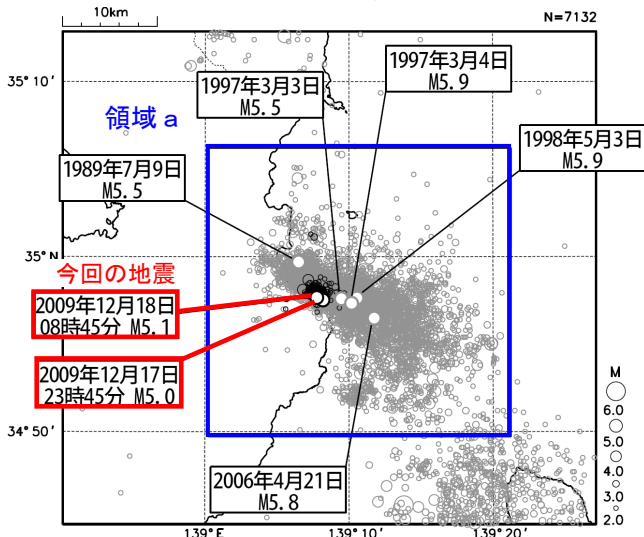 10km
N=7132
35°10′
1997年3月4日
M5.9
1997年3月3日
M5.5
領域 a
1998年5月3日
M5.9
1989年7月9日
M5.5
35°N
今回の地震
2009年12月18日
08時45分 M5.1
2009年12月17日
23時45分 M5.0
M
6.0
5.0
4.0
3.0
2.0
34°50′
2006年4月21日
M5.8
139°E
139°10′
139°20′